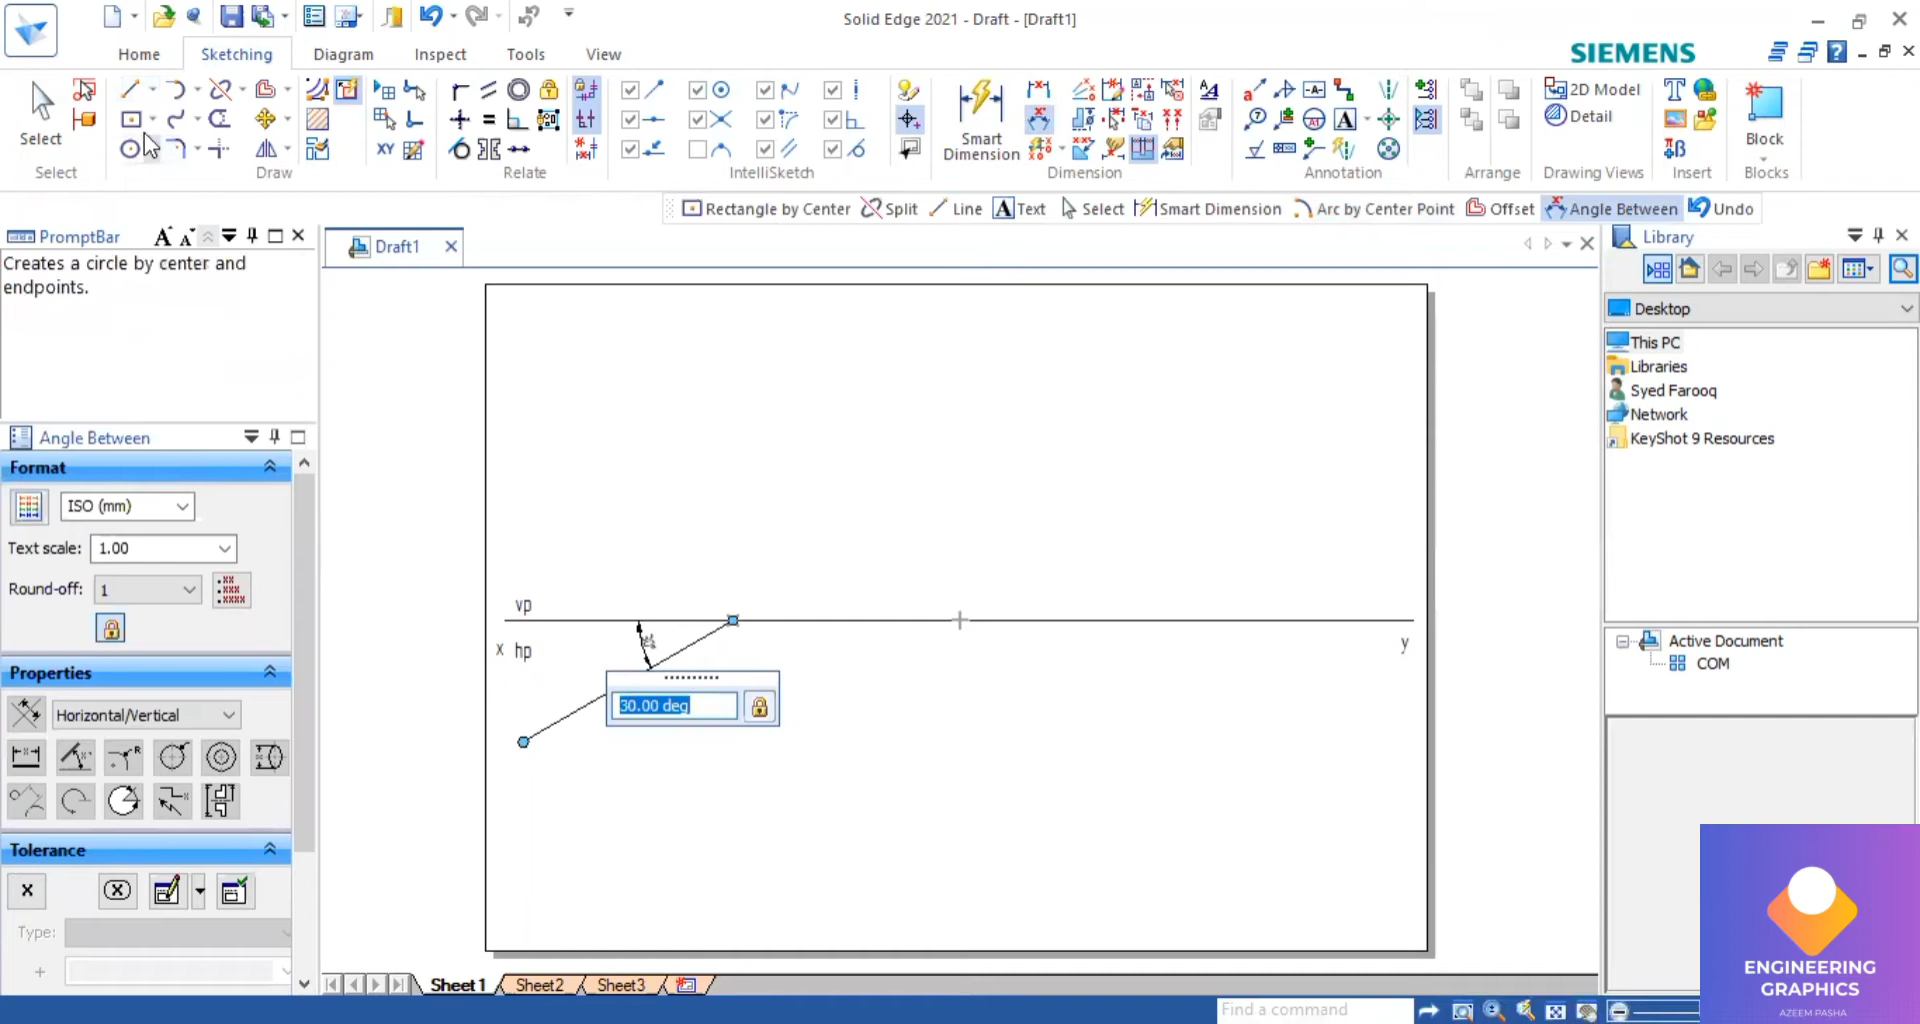 Solid Edge 2021 - Draft - [Draft1]
Home Sketching Diagram Inspect Tools View
SIEMENS
Select
Smart
Dimension
2D Model
Detail
Block
XY
Select Draw Relate IntelliSketch Dimension Annotation Arrange Drawing Views Insert Blocks
Rectangle by Center Split Line A Text Select Smart Dimension Arc by Center Point Offset Angle Between Undo
PromptBar
Creates a circle by center and
endpoints.
Draft1
Library
Desktop
This PC
Libraries
Syed Farooq
Network
KeyShot 9 Resources
Angle Between
Format
ISO (mm)
Text scale: 1.00
Round-off: 1
Properties
Horizontal/Vertical
Tolerance
Type:
vp
x hp
y
30.00 deg
Active Document
COM
Sheet1 Sheet2 Sheet3
Find a command
ENGINEERING
GRAPHICS
AZEEM PASHA